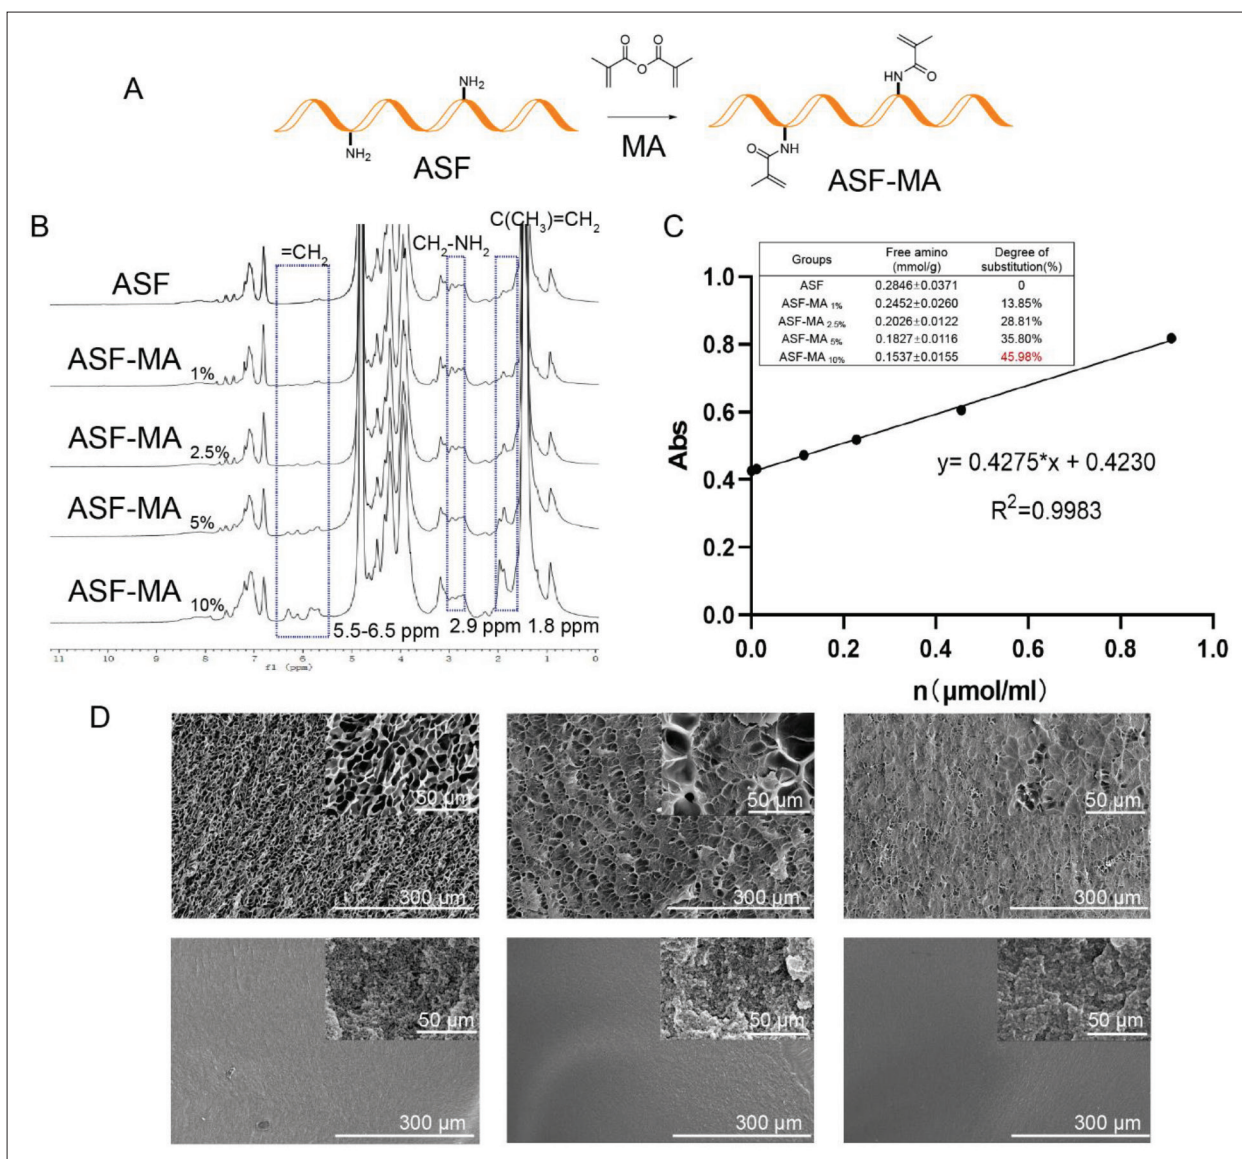 A
NH₂
NH₂
ASF
O
O
O
MA
HN
O
O
NH
ASF-MA
B
=CH₂
CH₂-NH₂
C(CH₃)=CH₂
ASF
ASF-MA 1%
ASF-MA 2.5%
ASF-MA 5%
ASF-MA 10%
5.5-6.5 ppm
2.9 ppm
1.8 ppm
11 10 9 8 7 6 5 4 3 2 1 0
f1 (ppm)
C
Groups Free amino (mmol/g) Degree of substitution(%)
ASF 0.2846±0.0371 0
ASF-MA 1% 0.2452±0.0260 13.85%
ASF-MA 2.5% 0.2026±0.0122 28.81%
ASF-MA 5% 0.1827±0.0116 35.80%
ASF-MA 10% 0.1537±0.0155 45.98%
1.0
0.8
0.6
0.4
0.2
0.0
Abs
y= 0.4275*x + 0.4230
R²=0.9983
0.0 0.2 0.4 0.6 0.8 1.0
n(μmol/ml)
D
50 μm
300 μm
50 μm
300 μm
50 μm
300 μm
50 μm
300 μm
50 μm
300 μm
50 μm
300 μm